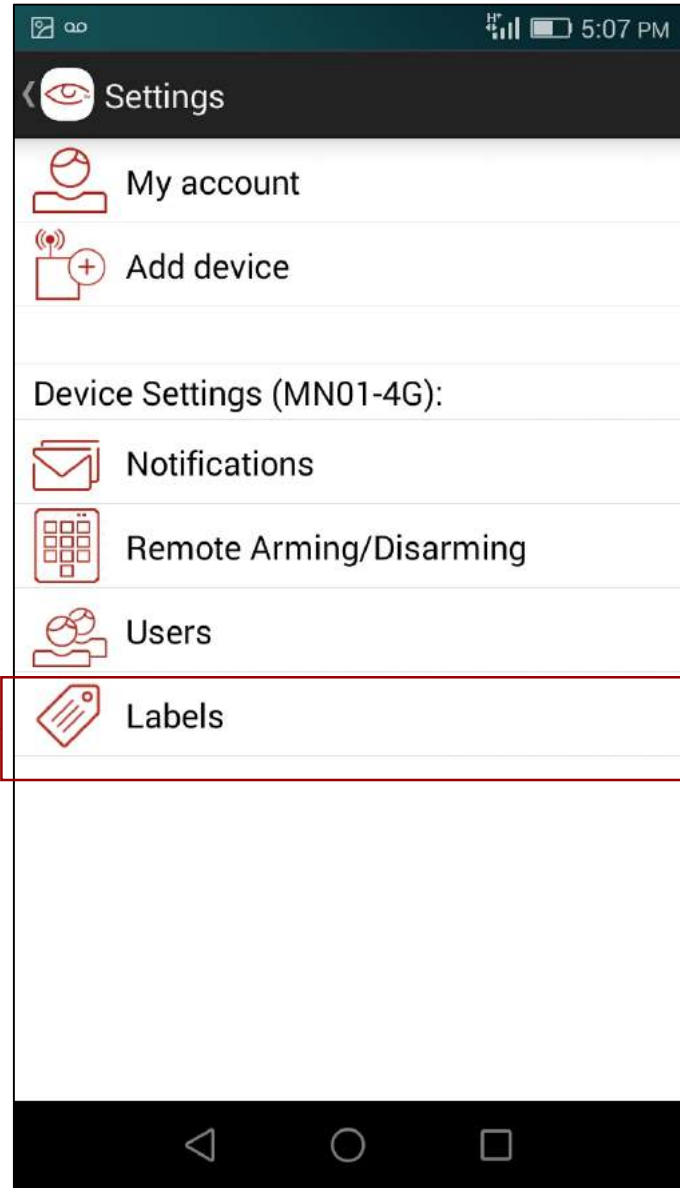 H+ 5:07 PM
Settings
My account
Add device
Device Settings (MN01-4G):
Notifications
Remote Arming/Disarming
Users
Labels